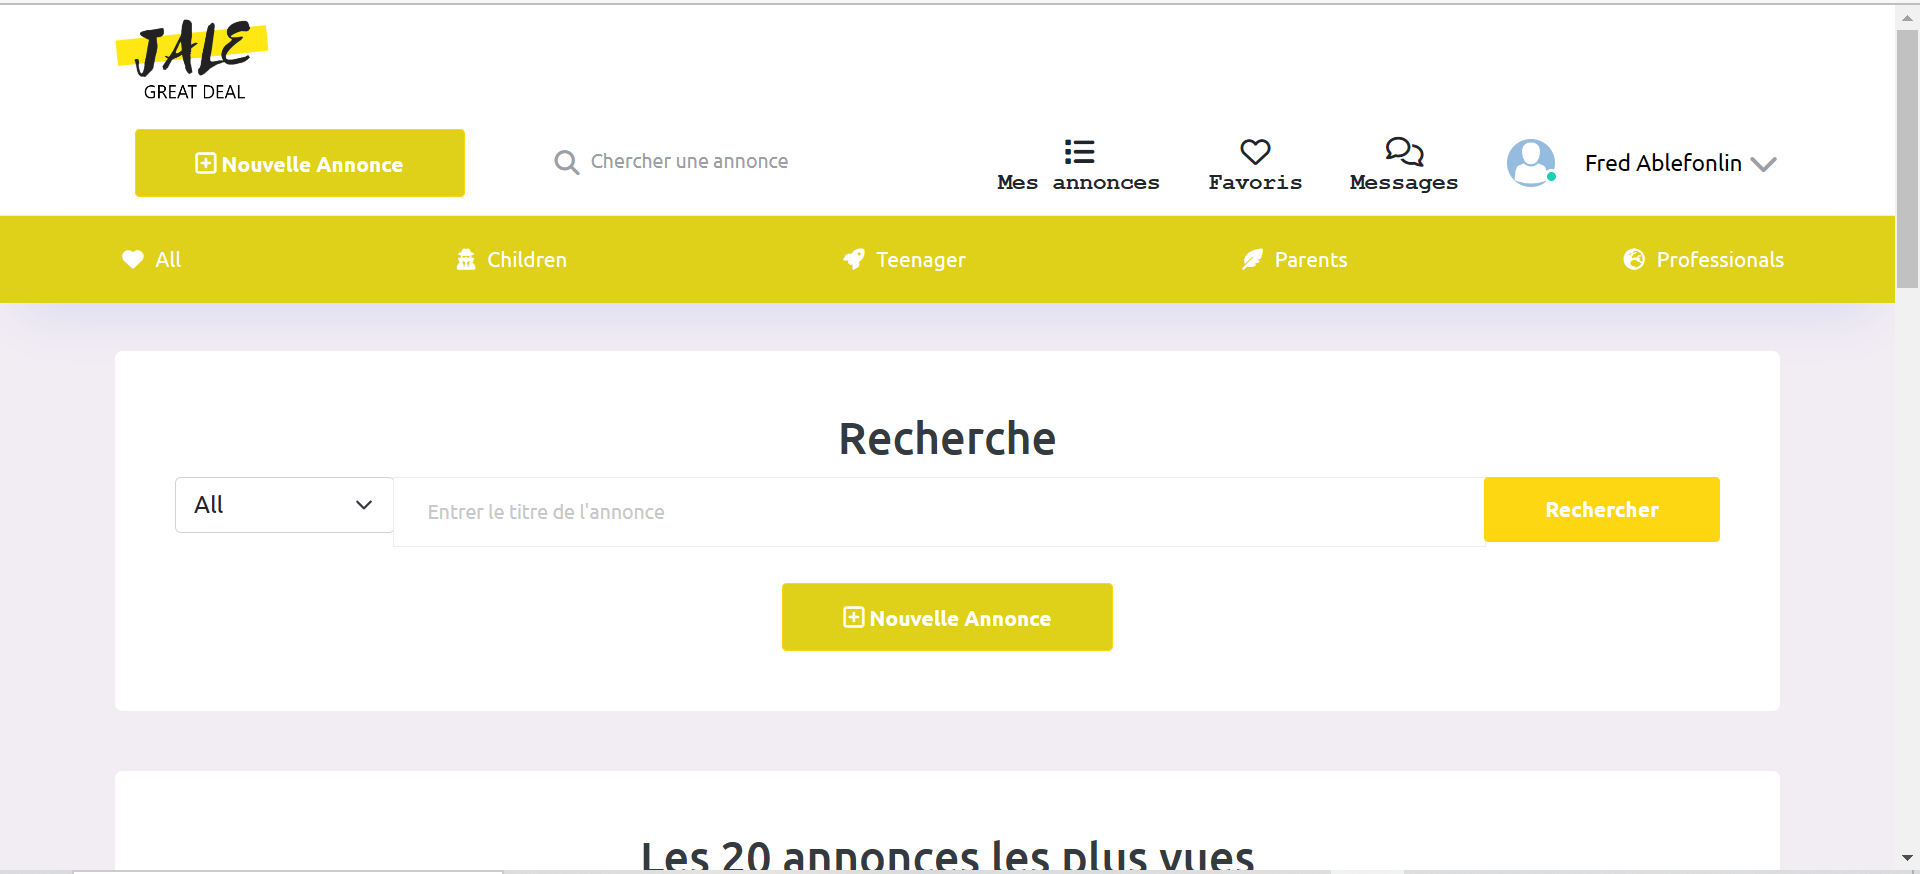 JALE
GREAT DEAL
Nouvelle Annonce
Chercher une annonce
Mes annonces
Favoris
Messages
Fred Ablefonlin
All
Children
Teenager
Parents
Professionals
Recherche
All
Entrer le titre de l'annonce
Rechercher
Nouvelle Annonce
Les 20 annonces les plus vues